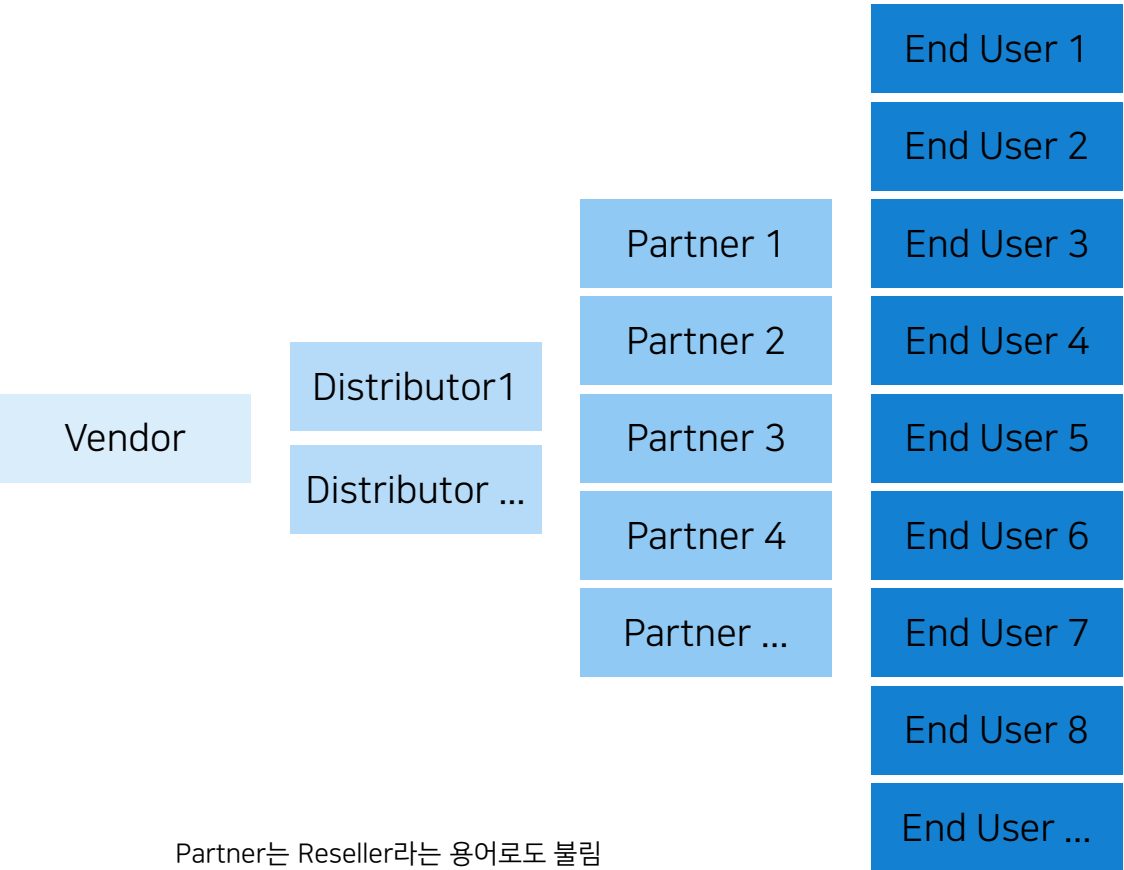 Vendor
Distributor1
Distributor ...
Partner 1
Partner 2
Partner 3
Partner 4
Partner ...
End User 1
End User 2
End User 3
End User 4
End User 5
End User 6
End User 7
End User 8
End User ...
Partner는 Reseller라는 용어로도 불림